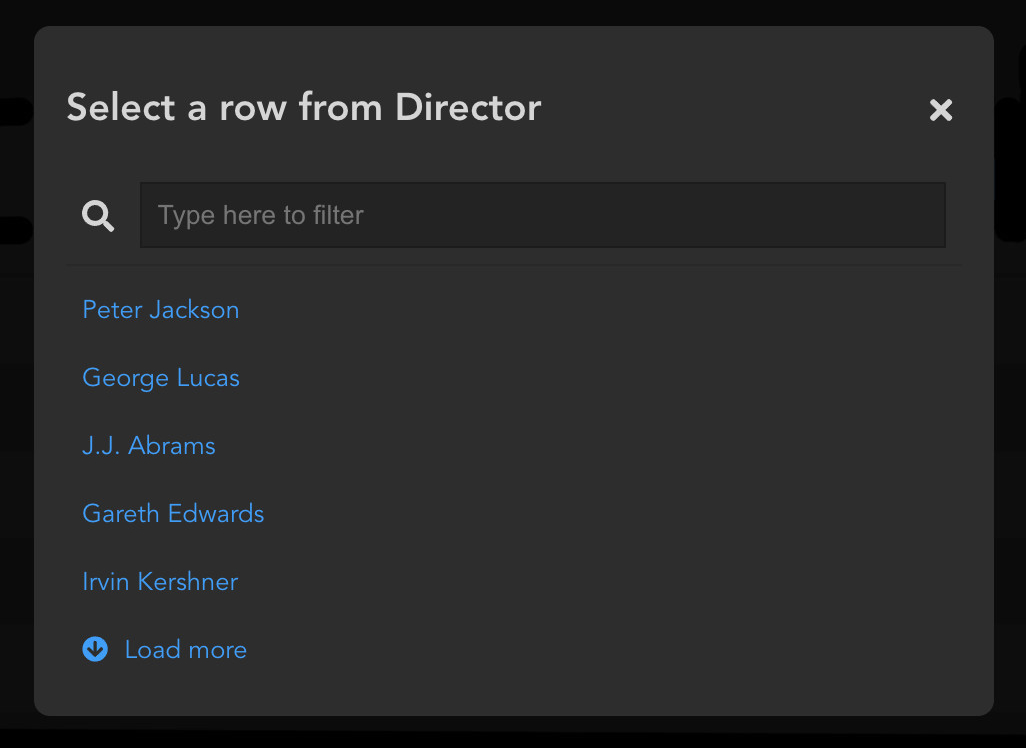 Select a row from Director
Type here to filter
Peter Jackson
George Lucas
J.J. Abrams
Gareth Edwards
Irvin Kershner
Load more